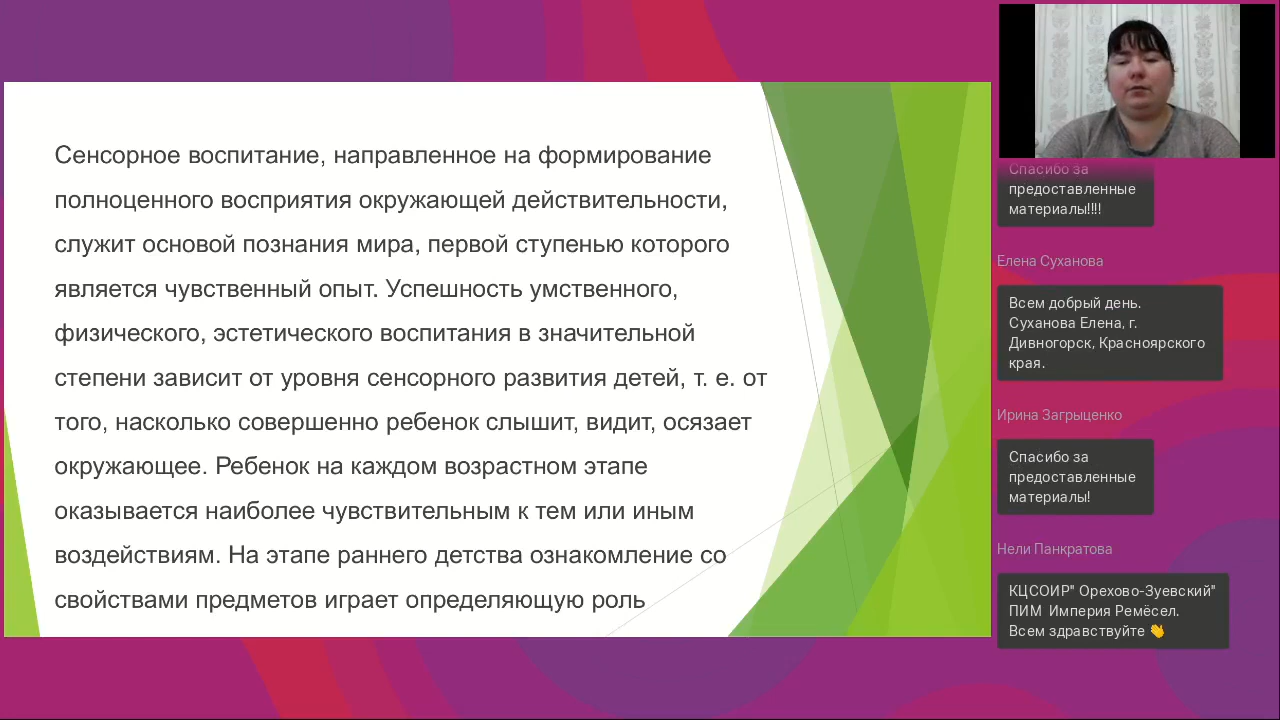 Сенсорное воспитание, направленное на формирование
полноценного восприятия окружающей действительности,
служит основой познания мира, первой ступенью которого
является чувственный опыт. Успешность умственного,
физического, эстетического воспитания в значительной
степени зависит от уровня сенсорного развития детей, т. е. от
того, насколько совершенно ребенок слышит, видит, осязает
окружающее. Ребенок на каждом возрастном этапе
оказывается наиболее чувствительным к тем или иным
воздействиям. На этапе раннего детства ознакомление со
свойствами предметов играет определяющую роль
Спасибо за
предоставленные
материалы!!!!
Елена Суханова
Всем добрый день.
Суханова Елена, г.
Дивногорск, Красноярского
края.
Ирина Загрыценко
Спасибо за
предоставленные
материалы!
Нели Панкратова
КЦСОИР" Орехово-Зуевский"
ПИМ Империя Ремёсел.
Всем здравствуйте 👋